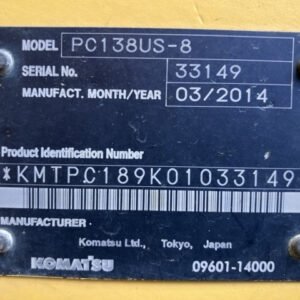 MODEL PC138US-8
SERIAL No. 33149
MANUFACT. MONTH/YEAR 03/2014
Product Identification Number
*KMTPC189K01033149
MANUFACTURER
Komatsu Ltd., Tokyo, Japan
KOMATSU 09601-14000